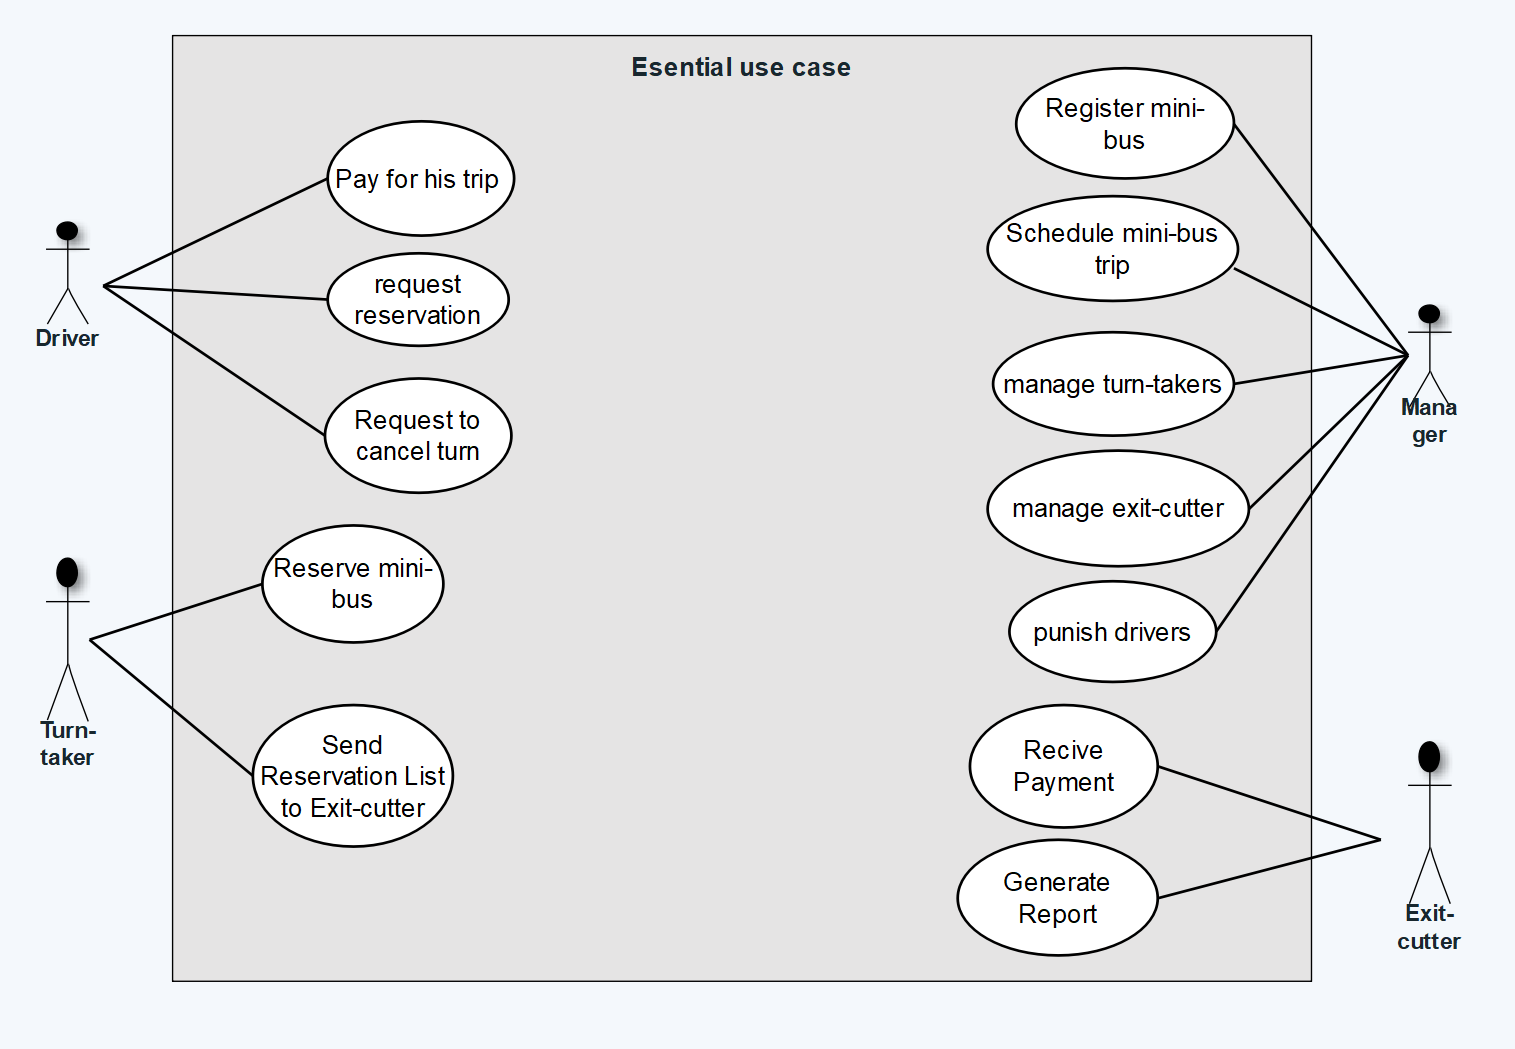 Esential use case
Pay for his trip
request
reservation
Request to
cancel turn
Driver
Reserve mini-
bus
Send
Reservation List
to Exit-cutter
Turn-
taker
Register mini-
bus
Schedule mini-bus
trip
manage turn-takers
manage exit-cutter
punish drivers
Mana
ger
Recive
Payment
Generate
Report
Exit-
cutter